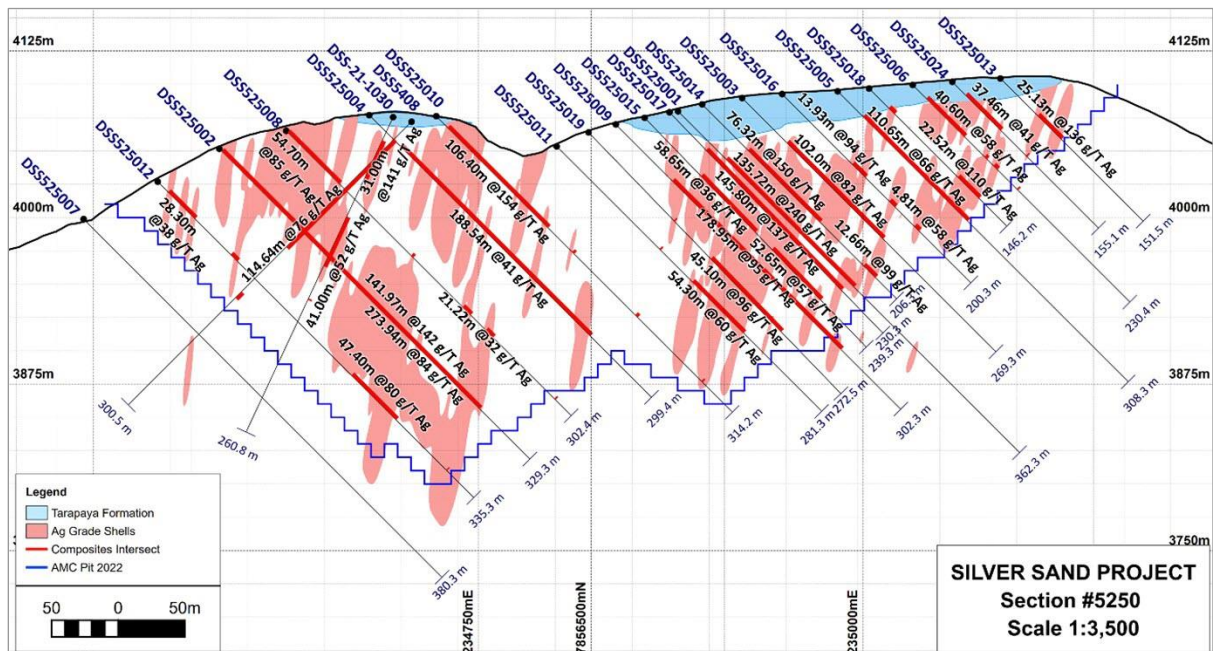 4125m
4125m
4000m
4000m
3875m
3875m
3750m
DSS525007
DSS525012
DSS525002
DSS525008
DSS525004
DSS-21-1030
DSS5408
DSS525010
DSS525011
DSS525019
DSS525009
DSS525015
DSS525017
DSS525001
DSS525014
DSS525003
DSS525016
DSS525005
DSS525018
DSS525006
DSS525024
DSS525013
28.30m
@38 g/T Ag
54.70m
@85 g/T Ag
114.64m @76 g/T Ag
31.00m
@141 g/T Ag
41.00m @52 g/T Ag
106.40m @154 g/T Ag
188.54m @41 g/T Ag
141.97m @142 g/T Ag
273.94m @84 g/T Ag
47.40m @80 g/T Ag
21.22m @32 g/T Ag
58.65m @36 g/T Ag
178.95m @95 g/T Ag
45.10m @96 g/T Ag
54.30m @60 g/T Ag
52.65m @57 g/T Ag
145.80m @137 g/T Ag
135.72m @240 g/T Ag
76.32m @150 g/T Ag
102.0m @82 g/T Ag
12.66m @99 g/T Ag
13.93m @94 g/T Ag
4.81m @58 g/T Ag
110.65m @66 g/T Ag
22.52m @110 g/T Ag
40.60m @58 g/T Ag
37.46m @41 g/T Ag
25.13m @136 g/T Ag
300.5 m
260.8 m
380.3 m
335.3 m
329.3 m
302.4 m
299.4 m
314.2 m
281.3 m
272.5 m
302.3 m
239.3 m
230.3 m
200.3 m
362.3 m
269.3 m
308.3 m
230.4 m
146.2 m
155.1 m
151.5 m
234750mE
7856500mN
235000mE
Legend
Tarapaya Formation
Ag Grade Shells
Composites Intersect
AMC Pit 2022
50 0 50m
SILVER SAND PROJECT
Section #5250
Scale 1:3,500